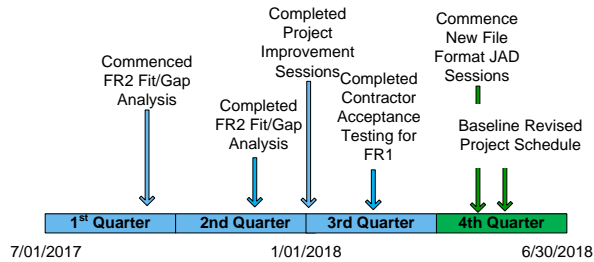 Completed
Project
Improvement
Sessions
Commence
New File
Format JAD
Sessions
Commenced
FR2 Fit/Gap
Analysis
Completed
Contractor
Acceptance
Testing for
FR1
Completed
FR2 Fit/Gap
Analysis
Baseline Revised
Project Schedule
1st Quarter
2nd Quarter
3rd Quarter
4th Quarter
7/01/2017
1/01/2018
6/30/2018